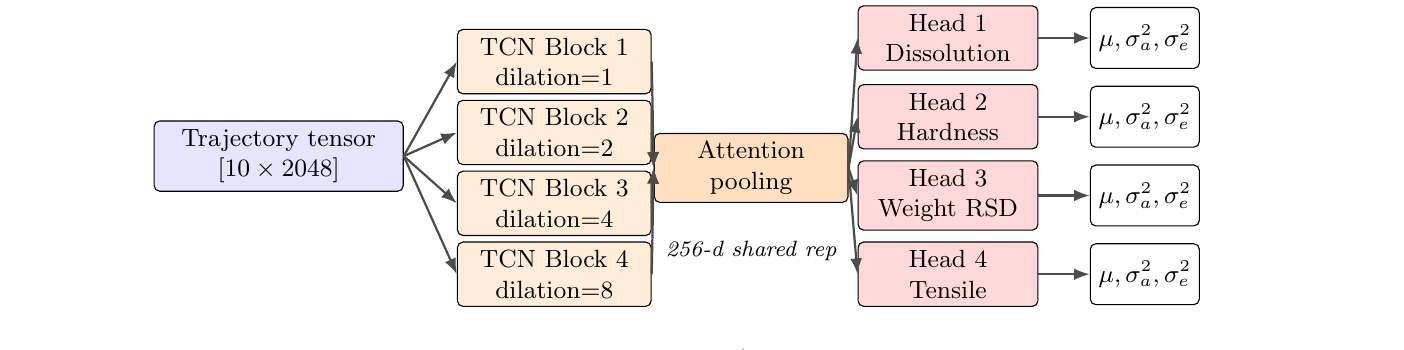 Trajectory tensor
[10 × 2048]
TCN Block 1
dilation=1
TCN Block 2
dilation=2
TCN Block 3
dilation=4
TCN Block 4
dilation=8
Attention
pooling
256-d shared rep
Head 1
Dissolution
μ, σ²ₐ, σ²ₑ
Head 2
Hardness
μ, σ²ₐ, σ²ₑ
Head 3
Weight RSD
μ, σ²ₐ, σ²ₑ
Head 4
Tensile
μ, σ²ₐ, σ²ₑ